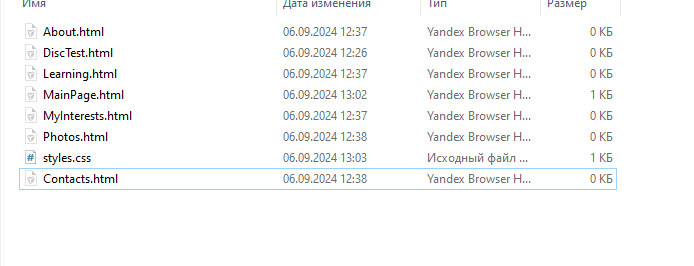 Имя Дата изменения Тип Размер
About.html 06.09.2024 12:37 Yandex Browser H... 0 КБ
DiscTest.html 06.09.2024 12:26 Yandex Browser H... 0 КБ
Learning.html 06.09.2024 12:37 Yandex Browser H... 0 КБ
MainPage.html 06.09.2024 13:02 Yandex Browser H... 1 КБ
MyInterests.html 06.09.2024 12:37 Yandex Browser H... 0 КБ
Photos.html 06.09.2024 12:38 Yandex Browser H... 0 КБ
styles.css 06.09.2024 13:03 Исходный файл ... 1 КБ
Contacts.html 06.09.2024 12:38 Yandex Browser H... 0 КБ